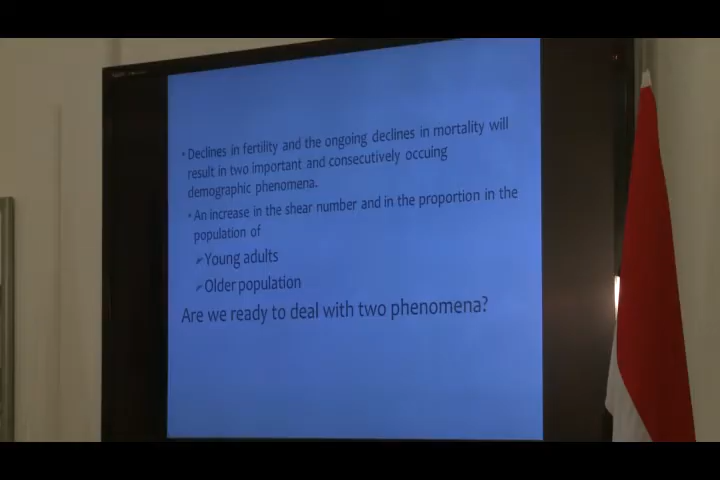 • Declines in fertility and the ongoing declines in mortality will
result in two important and consecutively occuing
demographic phenomena.
• An increase in the shear number and in the proportion in the
population of
Young adults
Older population
Are we ready to deal with two phenomena?